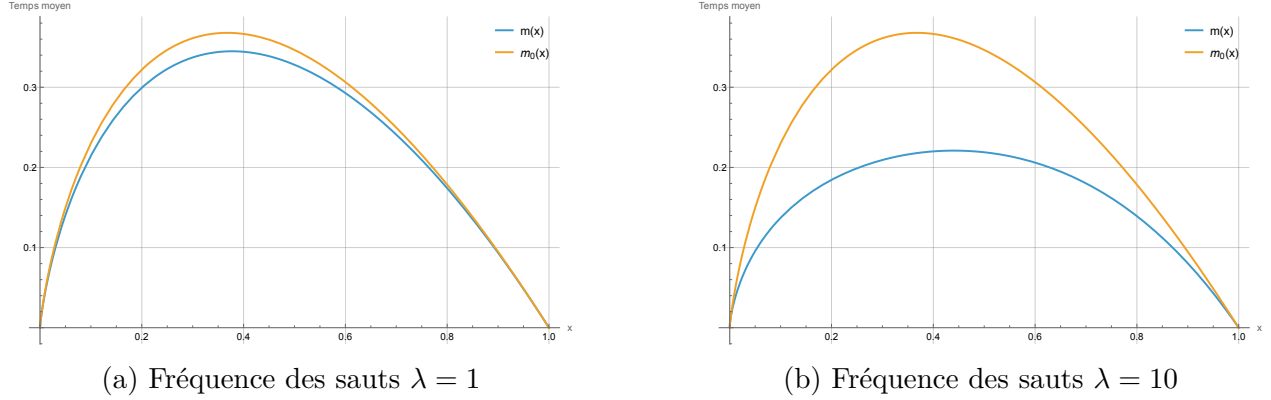 Temps moyen
m(x)
m₀(x)
0.3
0.2
0.1
0.2 0.4 0.6 0.8 1.0 x
(a) Fréquence des sauts λ = 1
Temps moyen
m(x)
m₀(x)
0.3
0.2
0.1
0.2 0.4 0.6 0.8 1.0 x
(b) Fréquence des sauts λ = 10